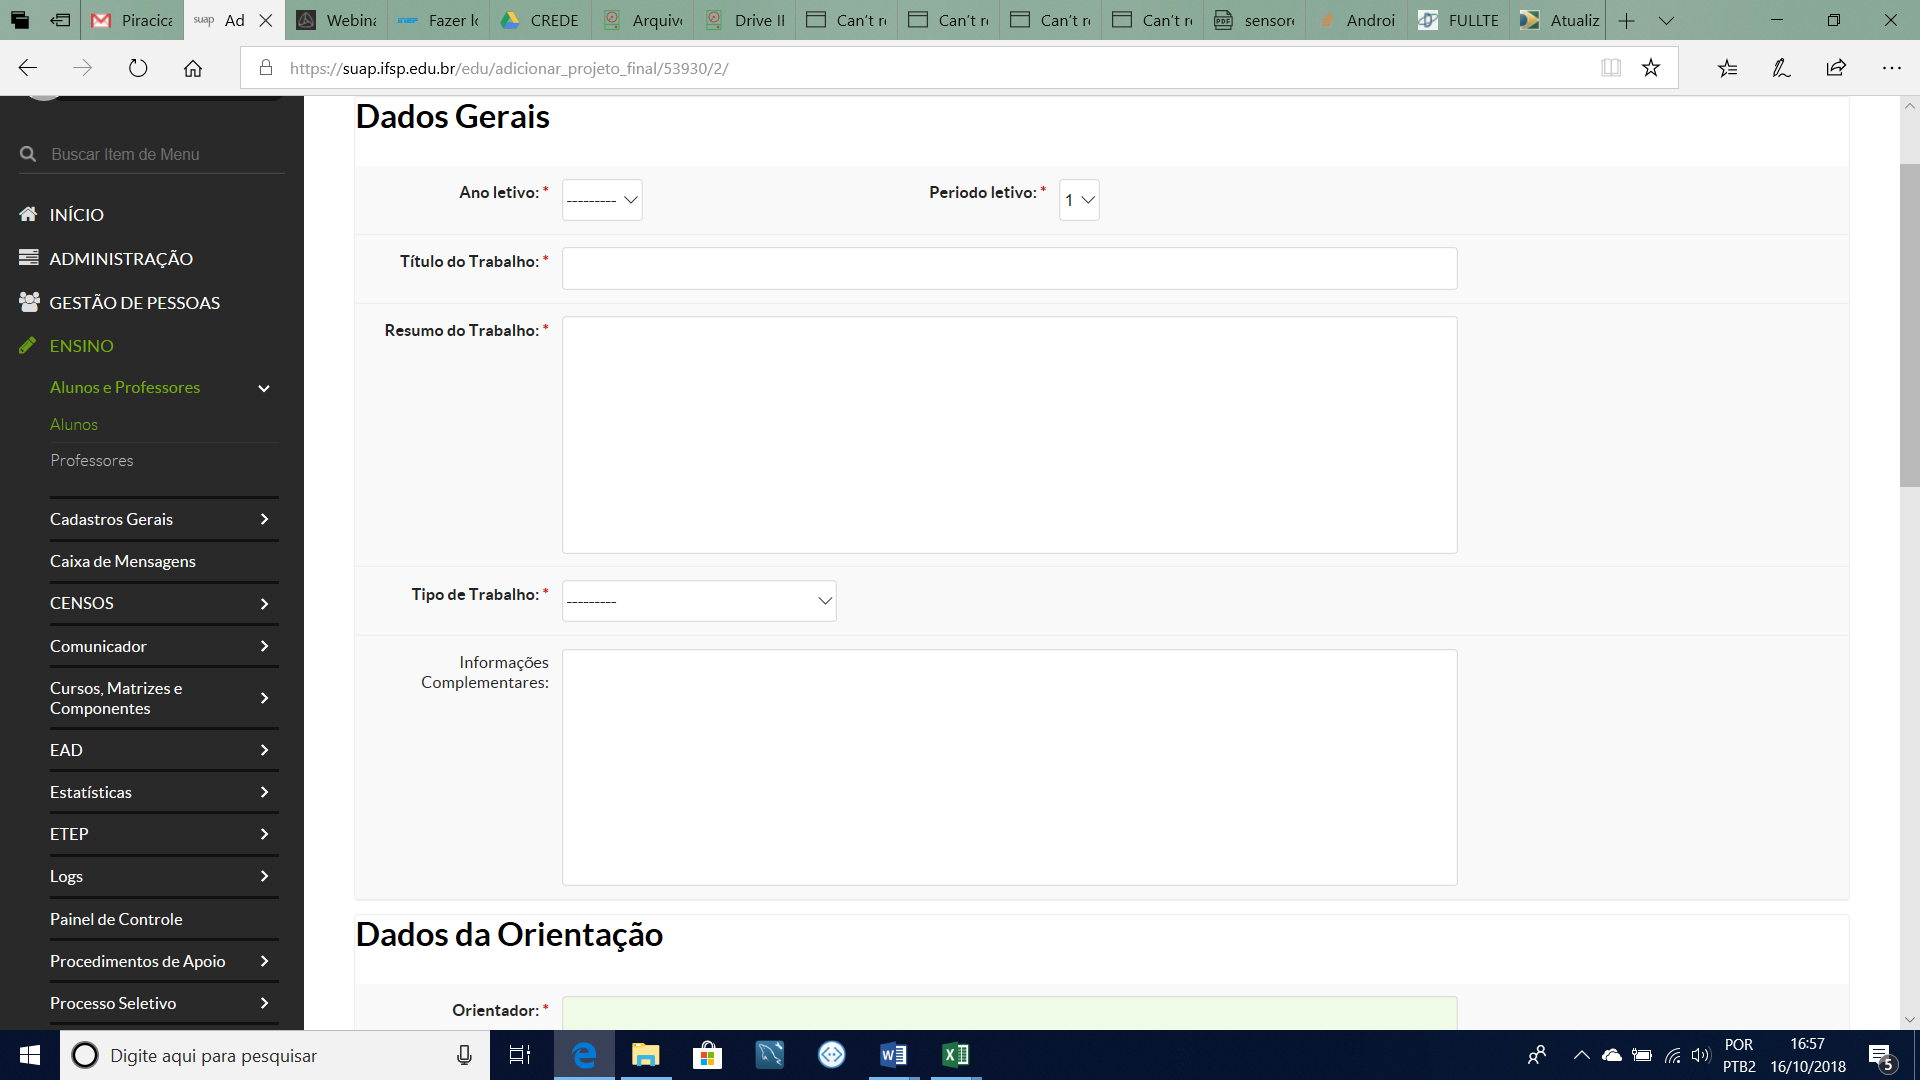 Piracica
suap Ad
Webina
Fazer lo
CREDE
Arquivo
Drive II
Can't re
Can't re
Can't re
Can't re
sensore
Androi
FULLTE
Atualiz
https://suap.ifsp.edu.br/edu/adicionar_projeto_final/53930/2/
Buscar Item de Menu
INÍCIO
ADMINISTRAÇÃO
GESTÃO DE PESSOAS
ENSINO
Alunos e Professores
Alunos
Professores
Cadastros Gerais
Caixa de Mensagens
CENSOS
Comunicador
Cursos, Matrizes e
Componentes
EAD
Estatísticas
ETEP
Logs
Painel de Controle
Procedimentos de Apoio
Processo Seletivo
Dados Gerais
Ano letivo: * ---------
Periodo letivo: * 1
Título do Trabalho: *
Resumo do Trabalho: *
Tipo de Trabalho: * ---------
Informações
Complementares:
Dados da Orientação
Orientador: *
Digite aqui para pesquisar
POR
PTB2
16:57
16/10/2018
5